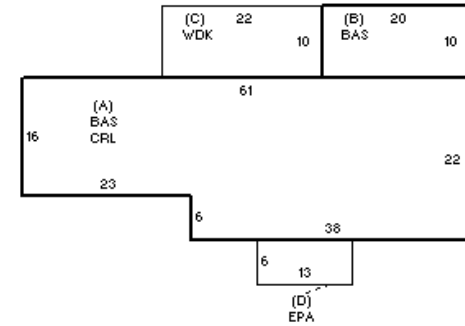 (C) 22
WDK
10
(B) 20
BAS
10
61
(A)
BAS
CRL
16
22
23
6
38
6
13
(D)
EPA